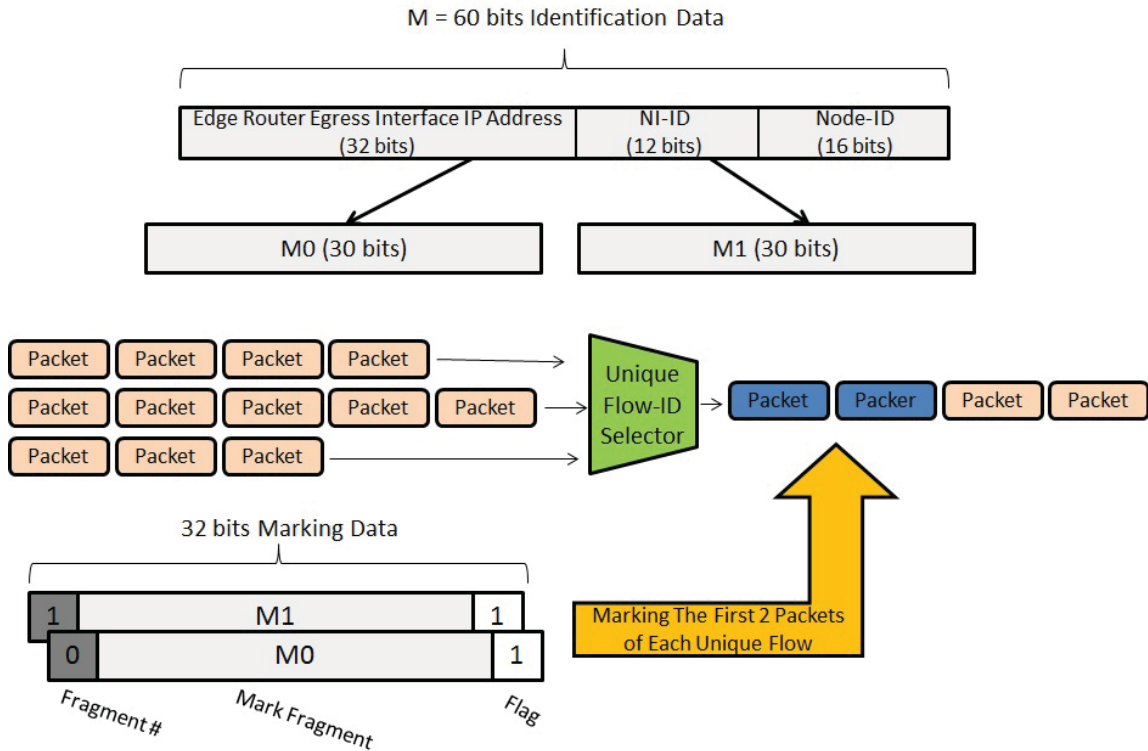 M = 60 bits Identification Data
Edge Router Egress Interface IP Address
(32 bits)
NI-ID
(12 bits)
Node-ID
(16 bits)
M0 (30 bits)
M1 (30 bits)
Packet Packet Packet Packet
Packet Packet Packet Packet Packet
Packet Packet Packet
Unique
Flow-ID
Selector
Packet Packer Packet Packet
32 bits Marking Data
1 M1 1
0 M0 1
Fragment # Mark Fragment Flag
Marking The First 2 Packets
of Each Unique Flow